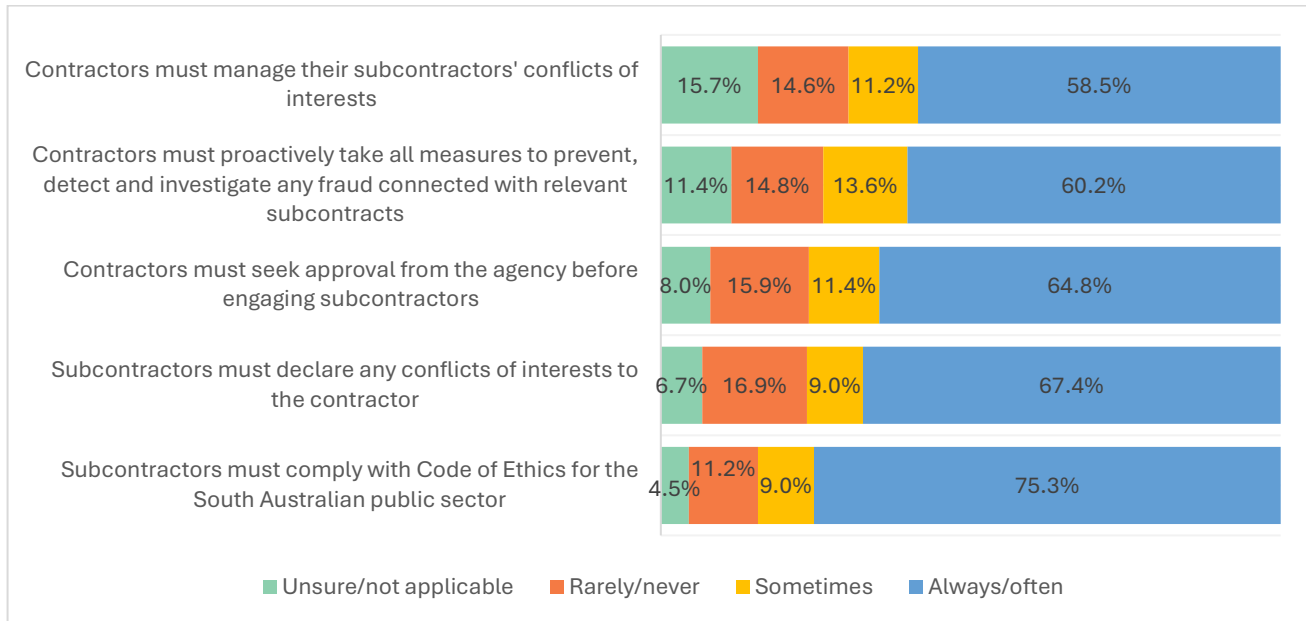 Contractors must manage their subcontractors' conflicts of
interests
15.7% 14.6% 11.2% 58.5%
Contractors must proactively take all measures to prevent,
detect and investigate any fraud connected with relevant
subcontracts
11.4% 14.8% 13.6% 60.2%
Contractors must seek approval from the agency before
engaging subcontractors
8.0% 15.9% 11.4% 64.8%
Subcontractors must declare any conflicts of interests to
the contractor
6.7% 16.9% 9.0% 67.4%
Subcontractors must comply with Code of Ethics for the
South Australian public sector
4.5% 11.2% 9.0% 75.3%
Unsure/not applicable Rarely/never Sometimes Always/often